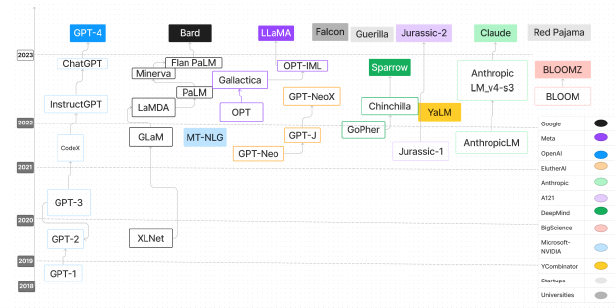 GPT-4
Bard
LLaMA
Falcon
Guerilla
Jurassic-2
Claude
Red Pajama
2023
ChatGPT
Flan PaLM
Minerva
OPT-IML
Sparrow
Anthropic
LM_v4-s3
BLOOMZ
Gallactica
PaLM
GPT-NeoX
BLOOM
InstructGPT
LaMDA
OPT
Chinchilla
YaLM
2022
GLaM
MT-NLG
GPT-J
GoPher
AnthropicLM
CodeX
GPT-Neo
Jurassic-1
2021
GPT-3
2020
GPT-2
XLNet
2019
GPT-1
2018
Google
Meta
OpenAI
EltutherAI
Anthropic
A121
DeepMind
BigScience
Microsoft-
NVIDIA
YCombinator
Startups
Universities